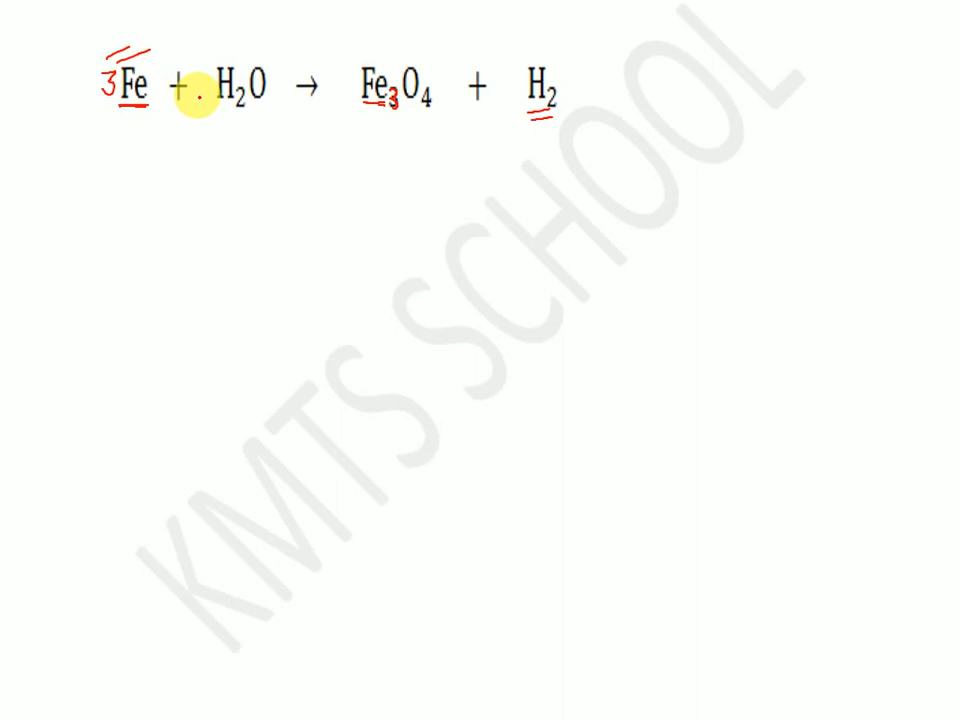 3Fe + H₂O → Fe₃O₄ + H₂
KMTS SCHOOL